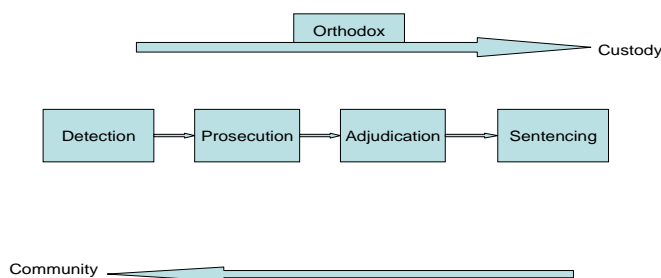 Orthodox
Custody
Detection
Prosecution
Adjudication
Sentencing
Community